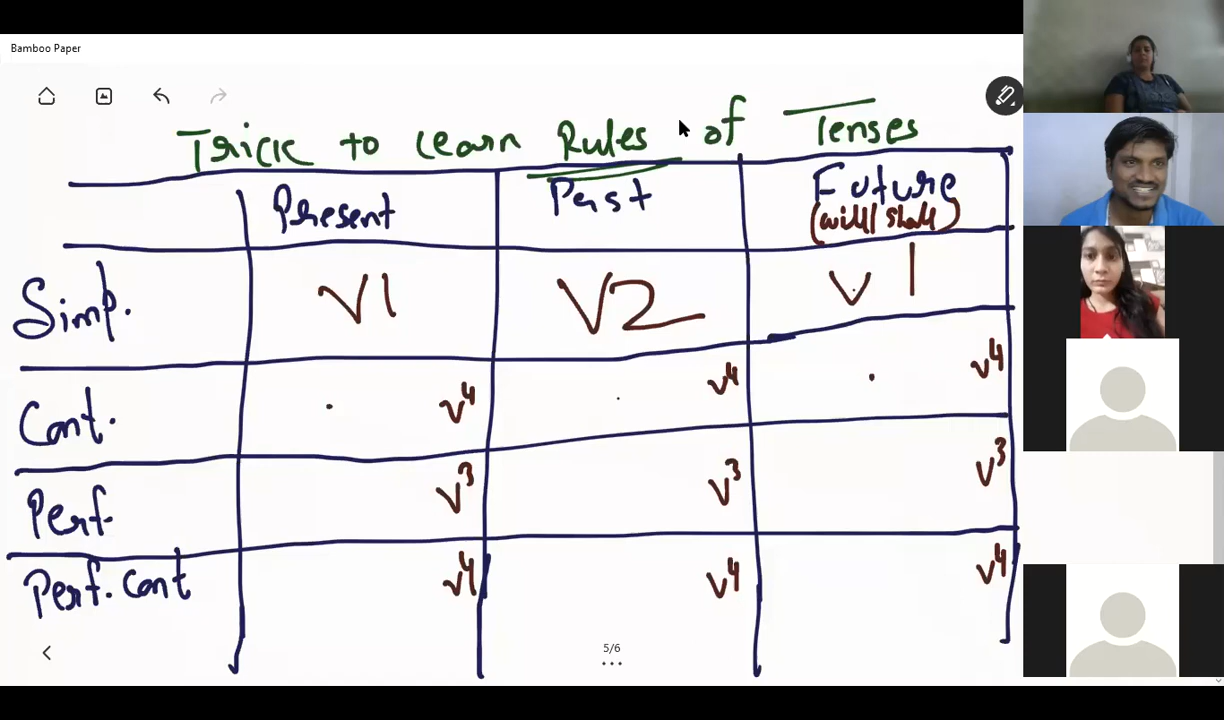 Bamboo Paper
Trick to learn Rules of Tenses
Present Past Future
(will/shall)
Simp. V1 V2 V1
Cont. V4 V4 V4
Perf. V3 V3 V3
Perf. Cont V4 V4 V4
5/6